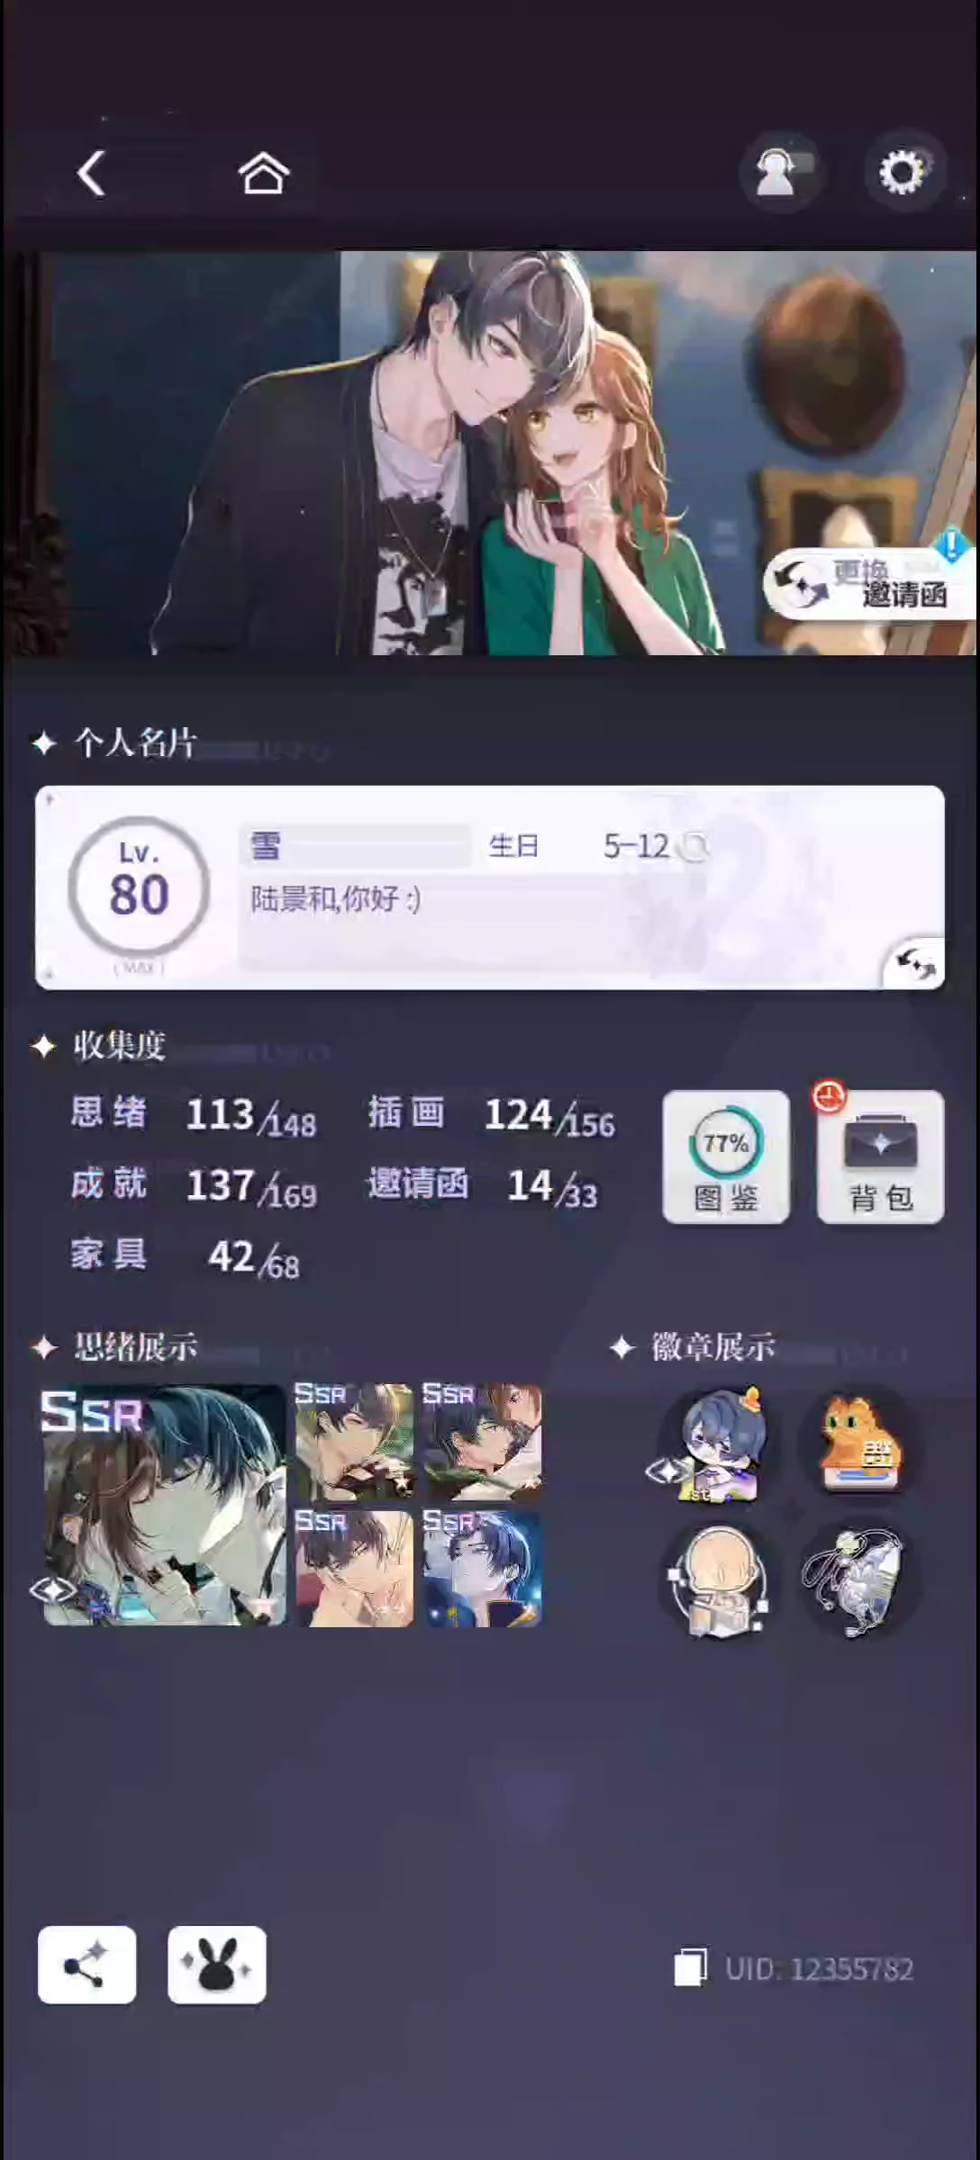 更换
邀请函
个人名片
Lv.
80
(MAX)
雪
生日 5-12
陆景和,你好 :)
收集度
思绪 113/148 插画 124/156
成就 137/169 邀请函 14/33
家具 42/68
77%
图鉴
背包
思绪展示
徽章展示
SSR
SSR
SSR
SSR
SSR
UID: 12355782